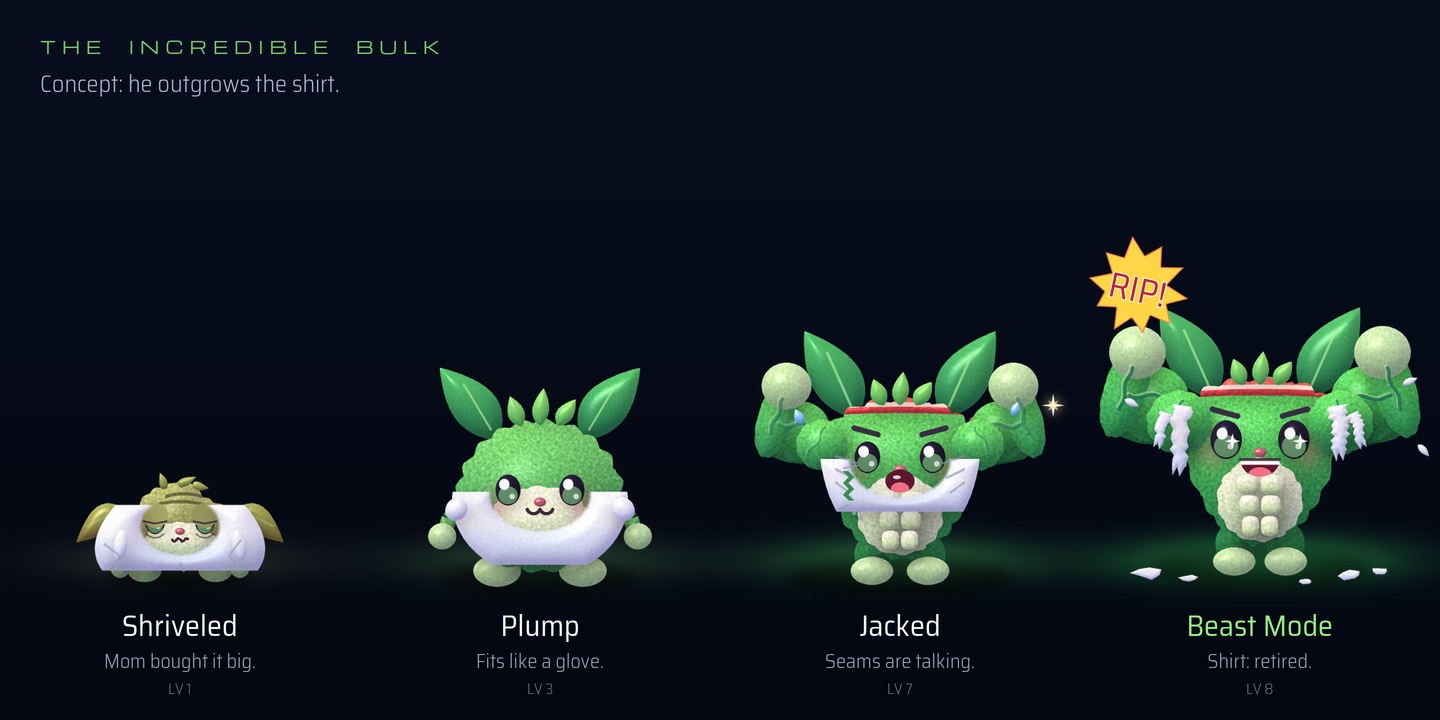 THE INCREDIBLE BULK
Concept: he outgrows the shirt.
RIP!
Shriveled
Mom bought it big.
LV 1
Plump
Fits like a glove.
LV 3
Jacked
Seams are talking.
LV 7
Beast Mode
Shirt: retired.
LV 8